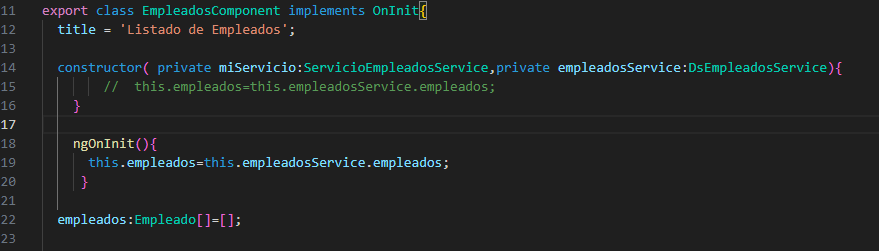 11 export class EmpleadosComponent implements OnInit{
12 title = 'Listado de Empleados';
13
14 constructor( private miServicio:ServicioEmpleadosService,private empleadosService:DsEmpleadosService){
15 // this.empleados=this.empleadosService.empleados;
16 }
17
18 ngOnInit(){
19 this.empleados=this.empleadosService.empleados;
20 }
21
22 empleados:Empleado[]=[];
23